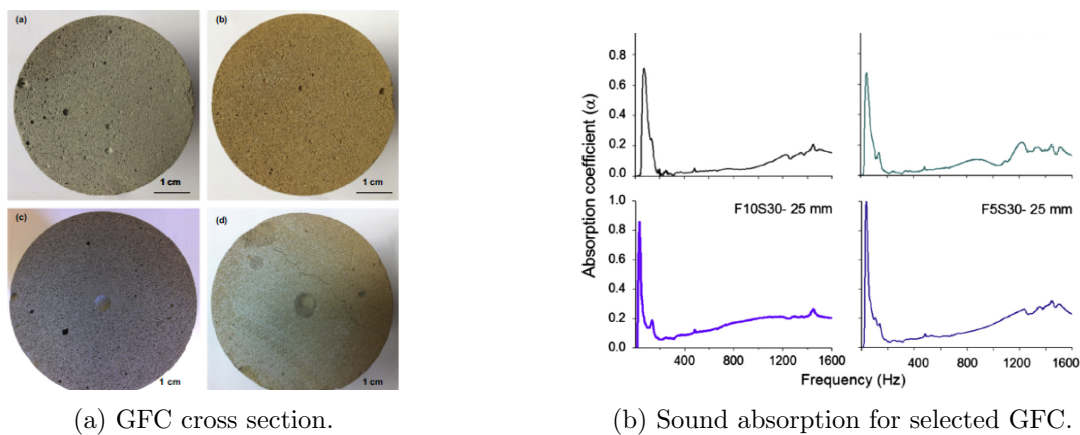 (a)
(b)
1 cm
1 cm
(c)
(d)
1 cm
1 cm
(a) GFC cross section.
Absorption coefficient (α)
0.8
0.6
0.4
0.2
0.0
1.0
0.8
0.6
0.4
0.2
0.0
F10S30- 25 mm
F5S30- 25 mm
400 800 1200 1600
400 800 1200 1600
Frequency (Hz)
(b) Sound absorption for selected GFC.